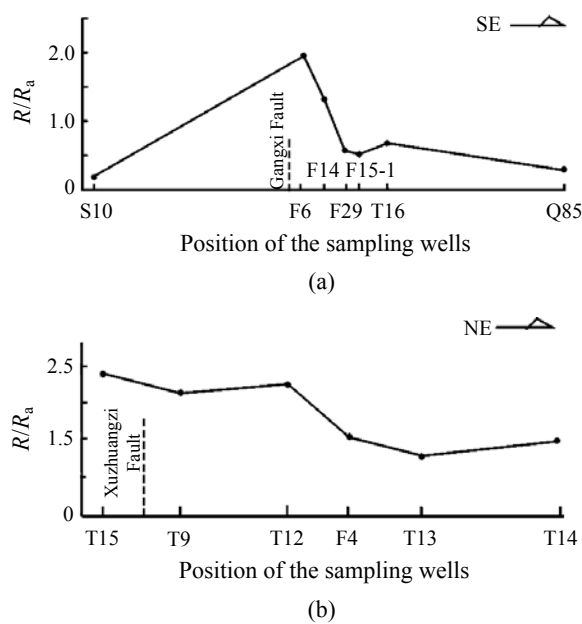 SE
R/Ra
2.0
1.0
0
Gangxi Fault
F14 F15-1
S10 F6 F29 T16 Q85
Position of the sampling wells
(a)
NE
R/Ra
2.5
1.5
0
Xuzhuangzi
Fault
T15 T9 T12 F4 T13 T14
Position of the sampling wells
(b)